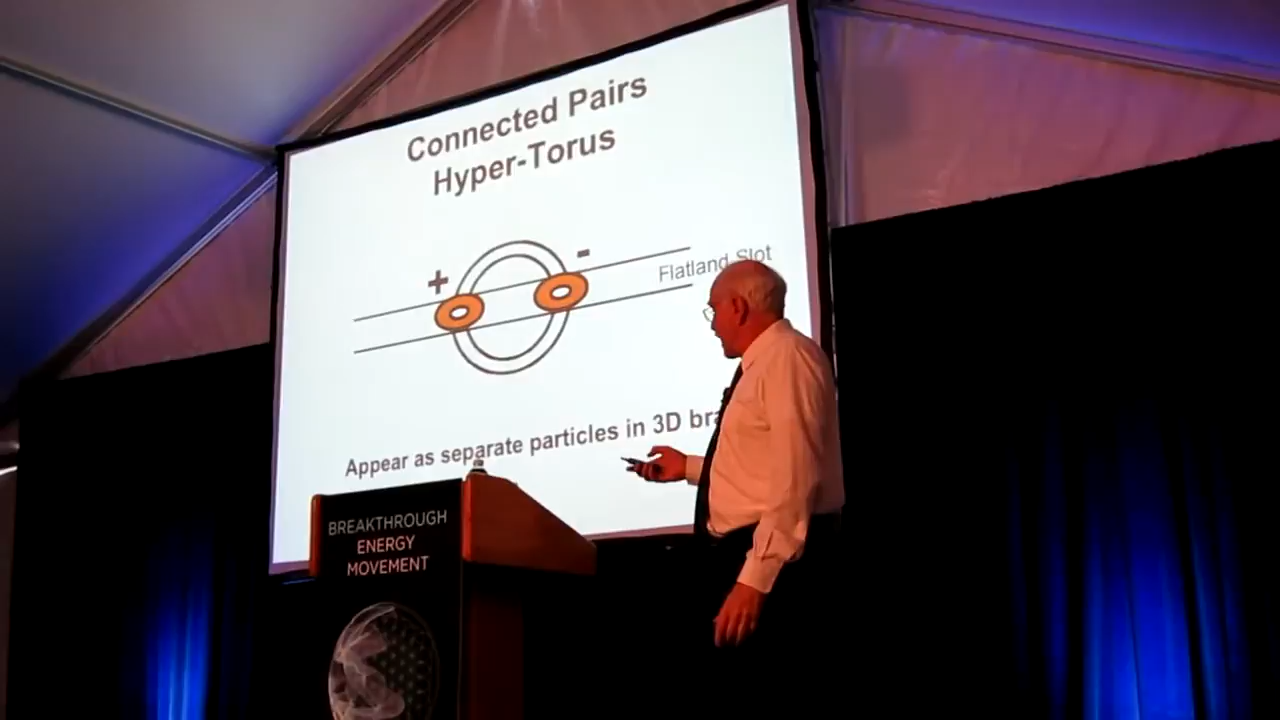 Connected Pairs
Hyper-Torus
+
-
Flatland Slot
Appear as separate particles in 3D
BREAKTHROUGH
ENERGY
MOVEMENT